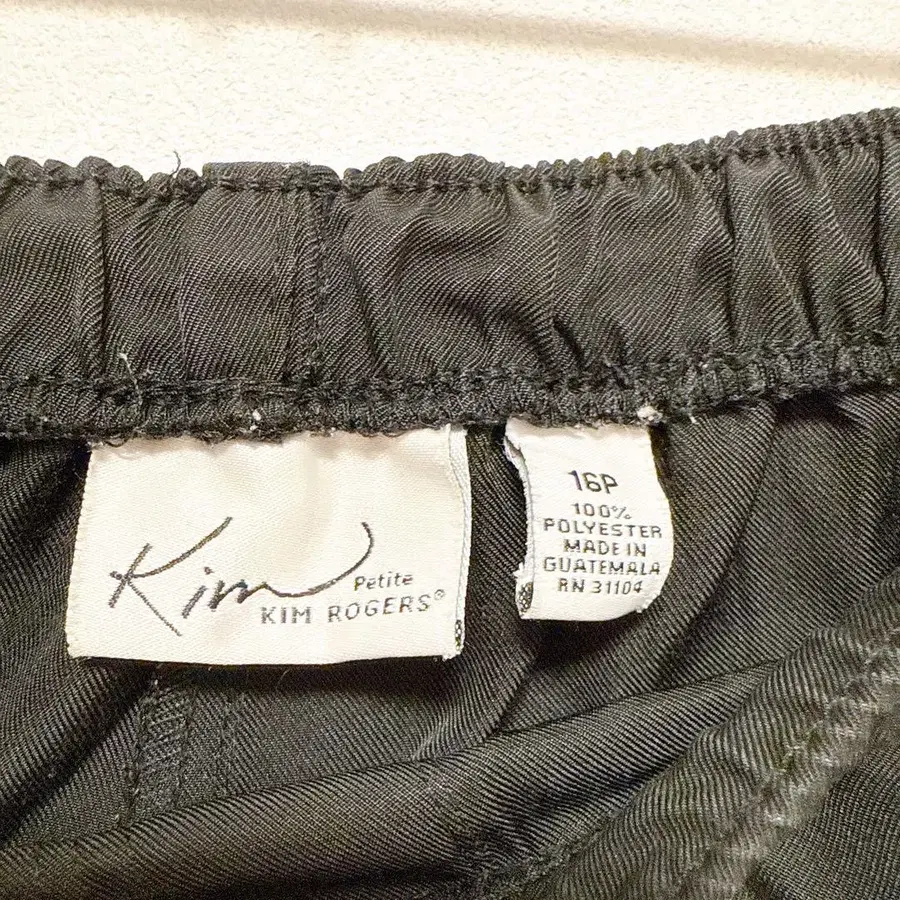 Kim
Petite
KIM ROGERS®
16P
100%
POLYESTER
MADE IN
GUATEMALA
RN 31104